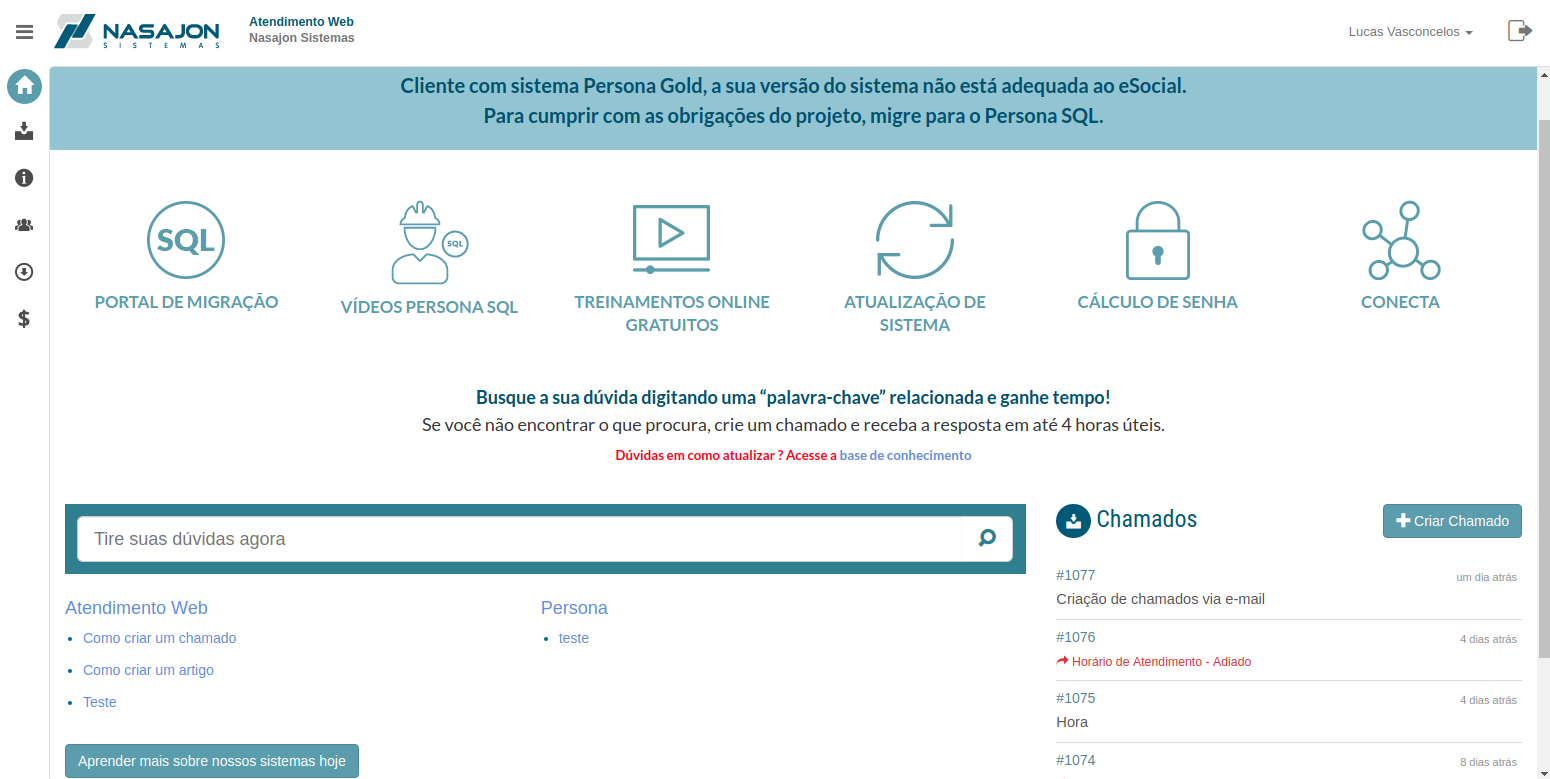 NASAJON
SISTEMAS
Atendimento Web
Nasajon Sistemas
Lucas Vasconcelos
Cliente com sistema Persona Gold, a sua versão do sistema não está adequada ao eSocial.
Para cumprir com as obrigações do projeto, migre para o Persona SQL.
SQL
SQL
PORTAL DE MIGRAÇÃO
VÍDEOS PERSONA SQL
TREINAMENTOS ONLINE
GRATUITOS
ATUALIZAÇÃO DE
SISTEMA
CÁLCULO DE SENHA
CONECTA
Busque a sua dúvida digitando uma “palavra-chave” relacionada e ganhe tempo!
Se você não encontrar o que procura, crie um chamado e receba a resposta em até 4 horas úteis.
Dúvidas em como atualizar ? Acesse a base de conhecimento
Tire suas dúvidas agora
Atendimento Web
Como criar um chamado
Como criar um artigo
Teste
Persona
teste
Aprender mais sobre nossos sistemas hoje
Chamados
Criar Chamado
#1077
um dia atrás
Criação de chamados via e-mail
#1076
4 dias atrás
Horário de Atendimento - Adiado
#1075
4 dias atrás
Hora
#1074
8 dias atrás